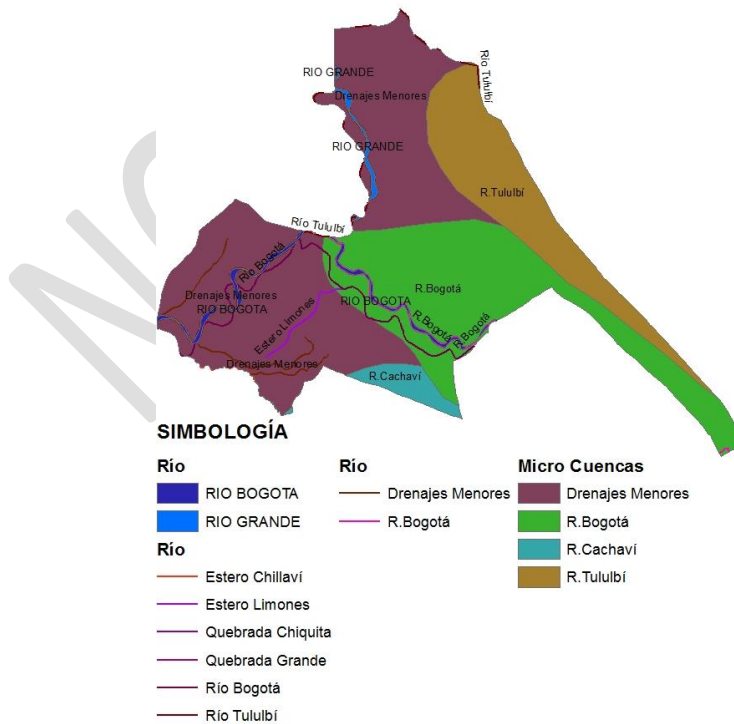 RIO GRANDE
Río Tululbí
Drenajes Menores
RIO GRANDE
R.Tululbí
Río Tululbí
Río Bogotá
R.Bogotá
Drenajes Menores
RIO BOGOTA
RIO BOGOTA
R.Bogotá
R.Bogotá
Estero Limones
Drenajes Menores
R.Cachaví
SIMBOLOGÍA
Río
RIO BOGOTA
RIO GRANDE
Río
Estero Chillaví
Estero Limones
Quebrada Chiquita
Quebrada Grande
Río Bogotá
Río Tululbí
Río
Drenajes Menores
R.Bogotá
Micro Cuencas
Drenajes Menores
R.Bogotá
R.Cachaví
R.Tululbí